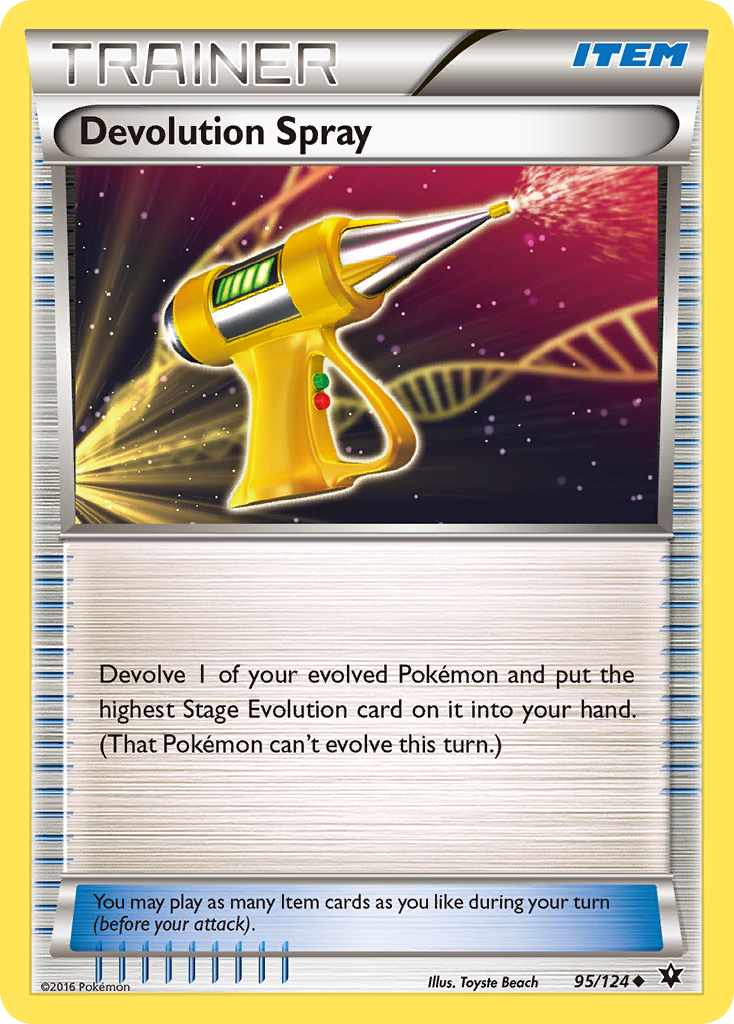 TRAINER
ITEM
Devolution Spray
Devolve 1 of your evolved Pokémon and put the
highest Stage Evolution card on it into your hand.
(That Pokémon can't evolve this turn.)
You may play as many Item cards as you like during your turn
(before your attack).
©2016 Pokémon
Illus. Toyste Beach
95/124